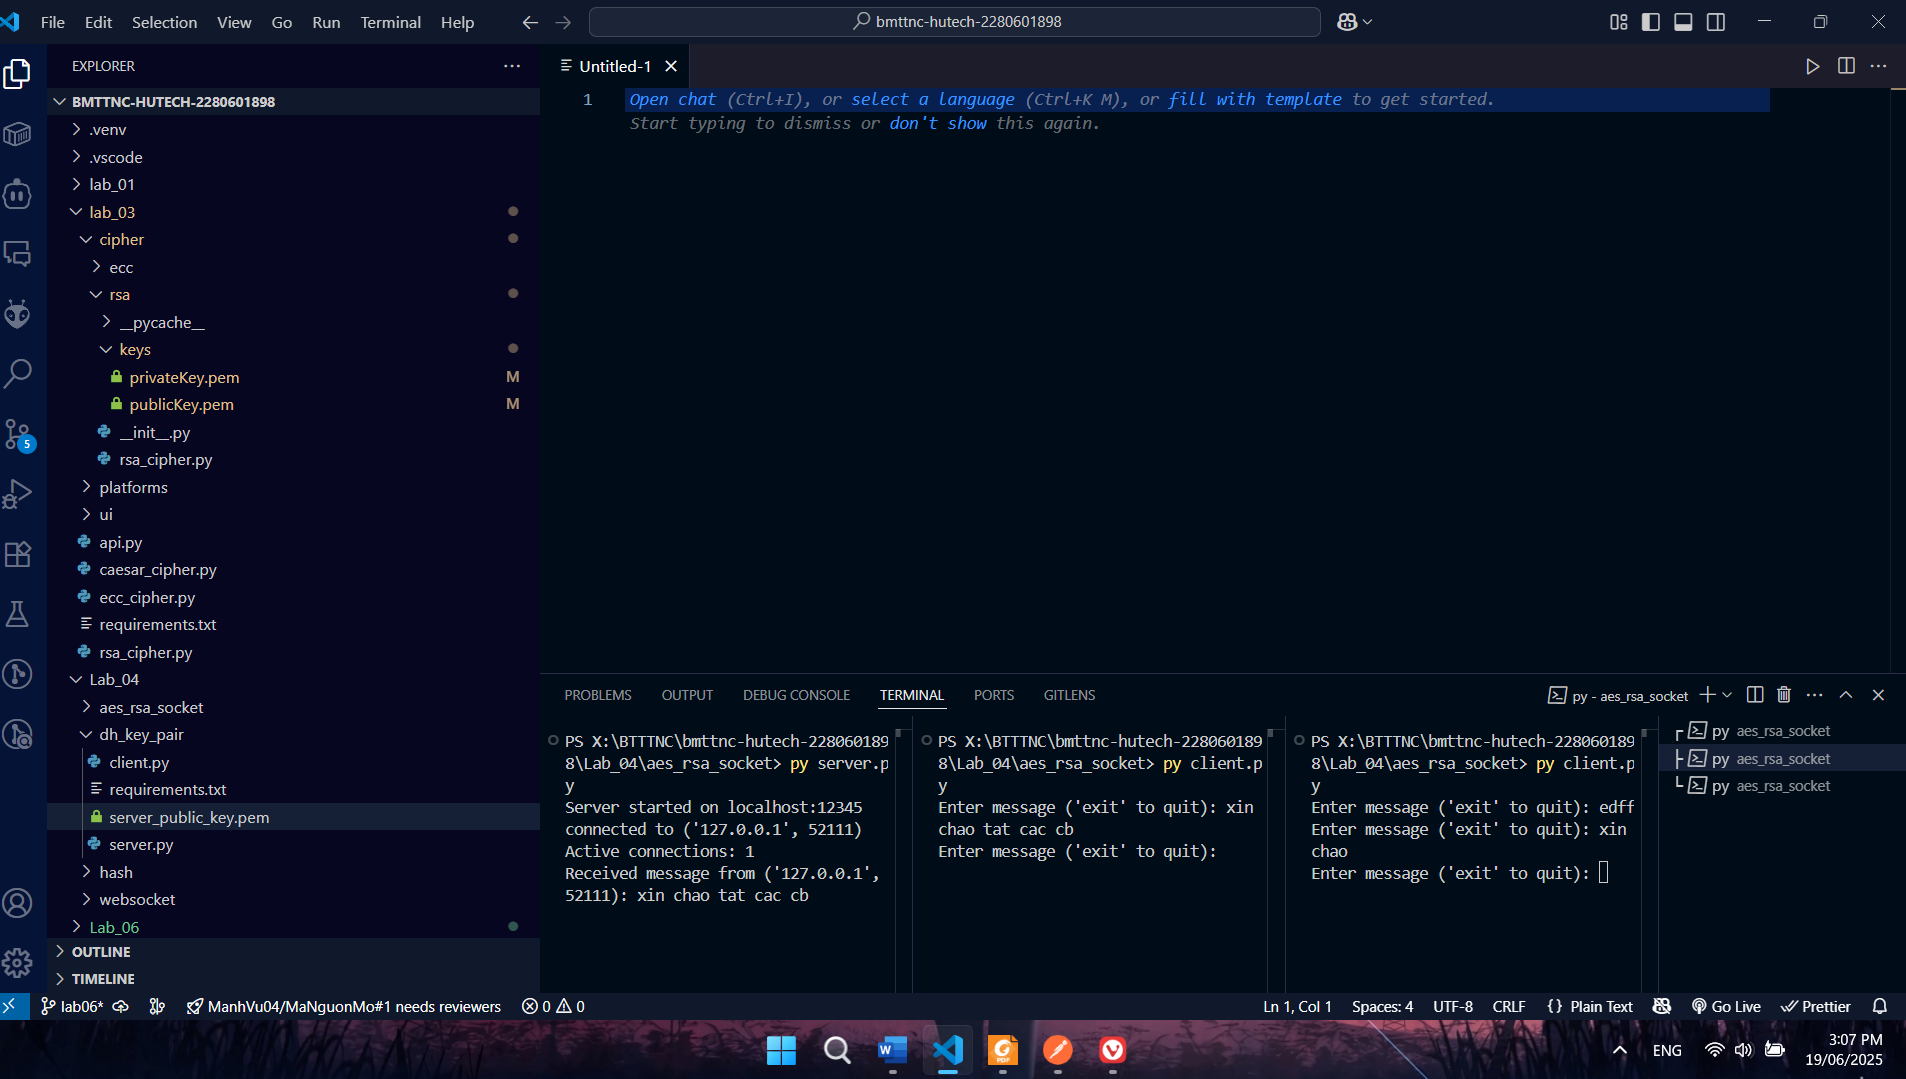 File Edit Selection View Go Run Terminal Help
bmttnc-hutech-2280601898
EXPLORER
BMTTNC-HUTECH-2280601898
.venv
.vscode
lab_01
lab_03
cipher
ecc
rsa
__pycache__
keys
privateKey.pem M
publicKey.pem M
__init__.py
rsa_cipher.py
platforms
ui
api.py
caesar_cipher.py
ecc_cipher.py
requirements.txt
rsa_cipher.py
Lab_04
aes_rsa_socket
dh_key_pair
client.py
requirements.txt
server_public_key.pem
server.py
hash
websocket
Lab_06
OUTLINE
TIMELINE
5
Untitled-1
1
Open chat (Ctrl+I), or select a language (Ctrl+K M), or fill with template to get started.
Start typing to dismiss or don't show this again.
PROBLEMS OUTPUT DEBUG CONSOLE TERMINAL PORTS GITLENS
py - aes_rsa_socket
PS X:\BTTTNC\bmttnc-hutech-228060189
8\Lab_04\aes_rsa_socket> py server.p
y
Server started on localhost:12345
connected to ('127.0.0.1', 52111)
Active connections: 1
Received message from ('127.0.0.1',
52111): xin chao tat cac cb
PS X:\BTTTNC\bmttnc-hutech-228060189
8\Lab_04\aes_rsa_socket> py client.p
y
Enter message ('exit' to quit): xin
chao tat cac cb
Enter message ('exit' to quit):
PS X:\BTTTNC\bmttnc-hutech-228060189
8\Lab_04\aes_rsa_socket> py client.p
y
Enter message ('exit' to quit): edff
Enter message ('exit' to quit): xin
chao
Enter message ('exit' to quit):
py aes_rsa_socket
py aes_rsa_socket
py aes_rsa_socket
lab06* ManhVu04/MaNguonMo#1 needs reviewers 0 0
Ln 1, Col 1 Spaces: 4 UTF-8 CRLF {} Plain Text Go Live Prettier
W
PDF
ENG
3:07 PM
19/06/2025